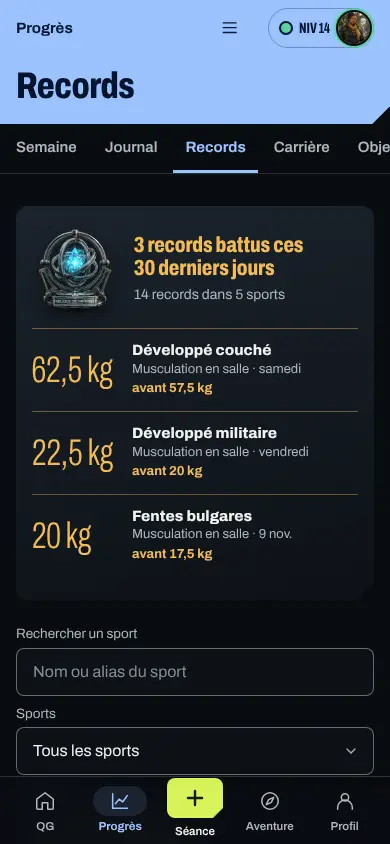 Progrès
NIV 14
Records
Semaine Journal Records Carrière Obje
3 records battus ces
30 derniers jours
14 records dans 5 sports
62,5 kg
Développé couché
Musculation en salle · samedi
avant 57,5 kg
22,5 kg
Développé militaire
Musculation en salle · vendredi
avant 20 kg
20 kg
Fentes bulgares
Musculation en salle · 9 nov.
avant 17,5 kg
Rechercher un sport
Nom ou alias du sport
Sports
Tous les sports
QG Progrès Séance Aventure Profil